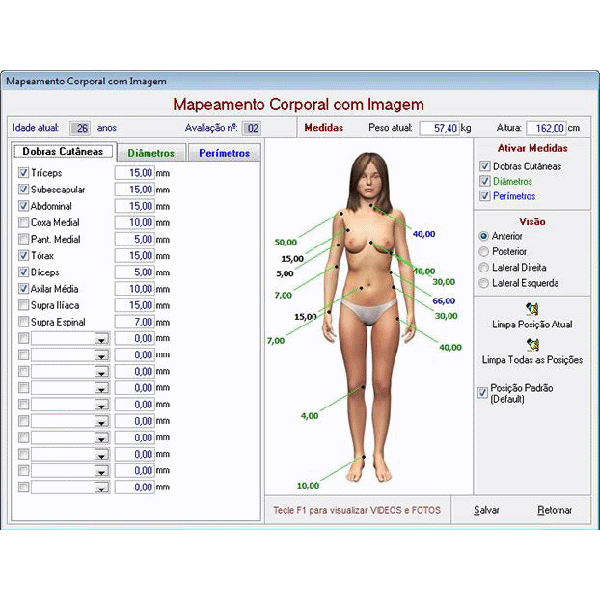 Mapeamento Corporal com Imagem
Mapeamento Corporal com Imagem
Idade atual: 26 anos Avaliação nº: 02 Medidas Peso atual: 57,40 kg Atura: 162,00 cm
Dobras Cutâneas Diâmetros Perímetros
Tríceps 15,00 mm
Subescapular 15,00 mm
Abdominal 15,00 mm
Coxa Medial 10,00 mm
Pant. Medial 5,00 mm
Tórax 15,00 mm
Díceps 5,00 mm
Axilar Média 10,00 mm
Supra Ilíaca 15,00 mm
Supra Espinal 7,00 mm
0,00 mm
0,00 mm
0,00 mm
0,00 mm
0,00 mm
0,00 mm
0,00 mm
0,00 mm
0,00 mm
0,00 mm
40,00
50,00
15,00
3,00
40,00
30,00
7,00
66,00
15,00
30,00
7,00
40,00
4,00
10,00
Ativar Medidas
Dobras Cutâneas
Diâmetros
Perímetros
Visão
Anterior
Posterior
Lateral Direita
Lateral Esquerda
Limpa Posição Atual
Limpa Todas as Posições
Posição Padrão
(Default)
Tecle F1 para visualizar VIDECS e FCTOS
Salvar Retornar